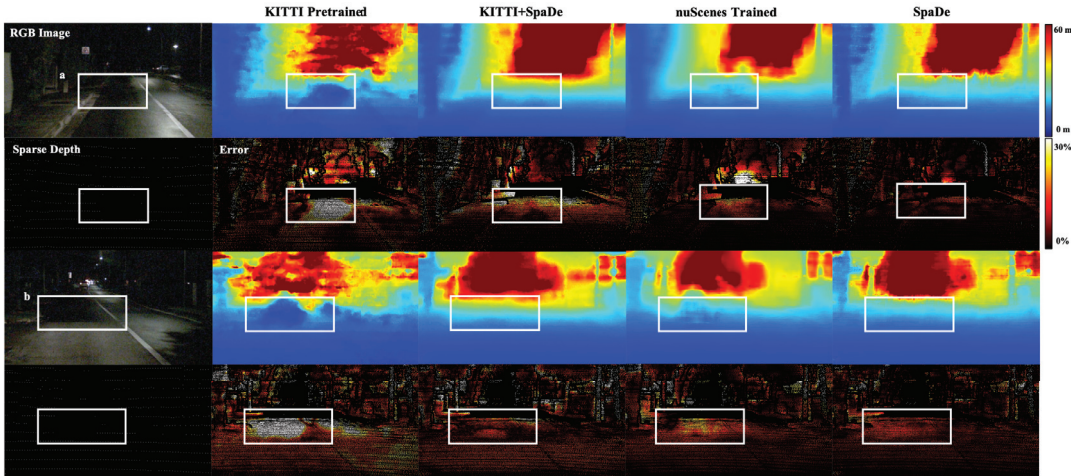 KITTI Pretrained KITTI+SpaDe nuScenes Trained SpaDe
RGB Image
60 m
a
0 m
Sparse Depth Error
30%
0%
b